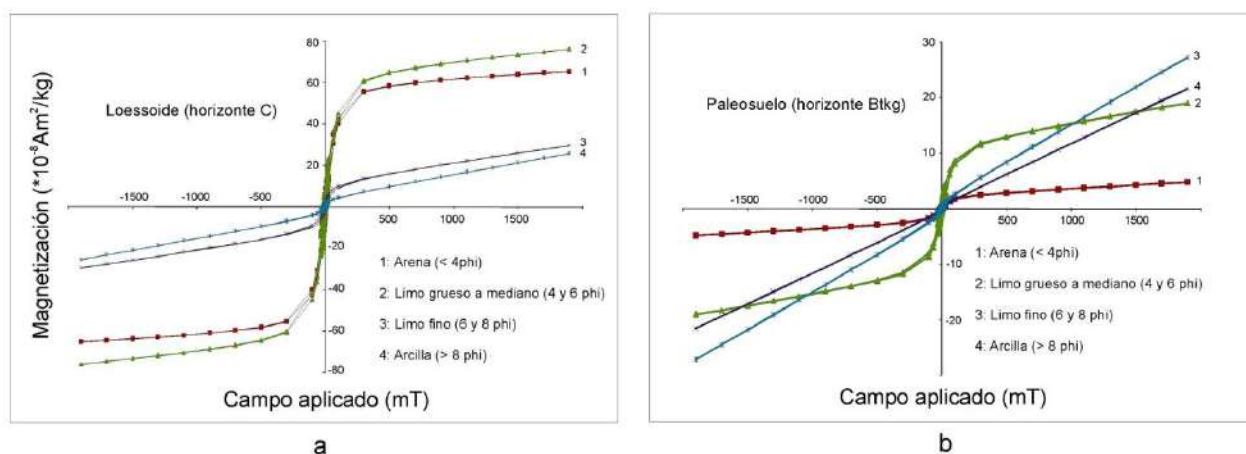 Magnetización (*10⁻⁸Am²/kg)
80
60
40
20
-20
-40
-60
-80
-1500
-1000
-500
500
1000
1500
2
1
3
4
Loessoide (horizonte C)
1: Arena (< 4phi)
2: Limo grueso a mediano (4 y 6 phi)
3: Limo fino (6 y 8 phi)
4: Arcilla (> 8 phi)
Campo aplicado (mT)
a
30
20
10
-10
-20
-1500
-1000
-500
500
1000
1500
3
4
2
1
Paleosuelo (horizonte Btkg)
1: Arena (< 4phi)
2: Limo grueso a mediano (4 y 6 phi)
3: Limo fino (6 y 8 phi)
4: Arcilla (> 8 phi)
Campo aplicado (mT)
b